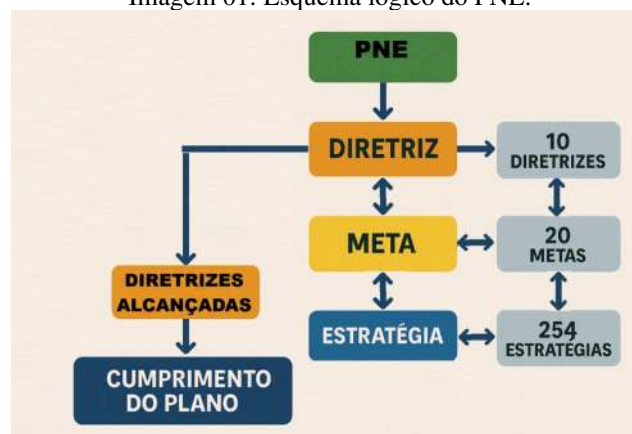 Imagem 01: Esquema lógico do PNE.
PNE
DIRETRIZ
10
DIRETRIZES
META
20
METAS
DIRETRIZES
ALCANÇADAS
ESTRATÉGIA
254
ESTRATÉGIAS
CUMPRIMENTO
DO PLANO